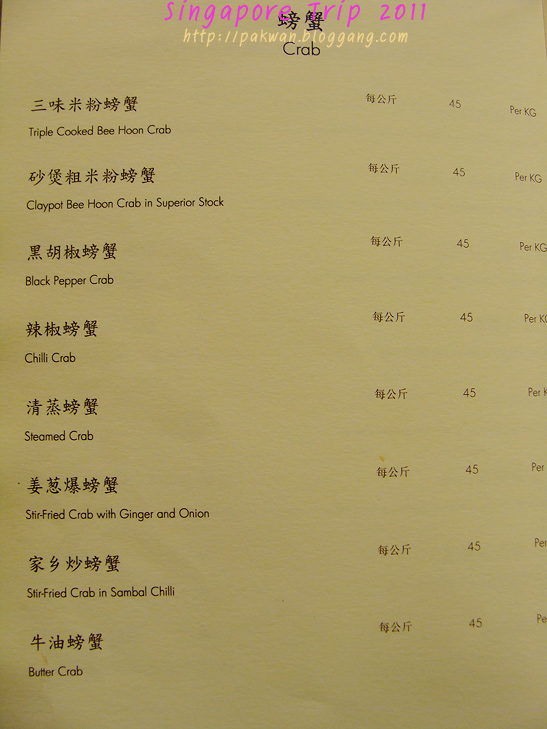 Singapore Trip 2011
螃蟹
http://pakwan.bloggang.com
Crab
三味米粉螃蟹 每公斤 45 Per KG
Triple Cooked Bee Hoon Crab
砂煲粗米粉螃蟹 每公斤 45 Per KG
Claypot Bee Hoon Crab in Superior Stock
黑胡椒螃蟹 每公斤 45 Per KG
Black Pepper Crab
辣椒螃蟹 每公斤 45 Per KG
Chilli Crab
清蒸螃蟹 每公斤 45 Per K
Steamed Crab
姜葱爆螃蟹 每公斤 45 Per
Stir-Fried Crab with Ginger and Onion
家乡炒螃蟹 每公斤 45 Per
Stir-Fried Crab in Sambal Chilli
牛油螃蟹 每公斤 45 Pe
Butter Crab